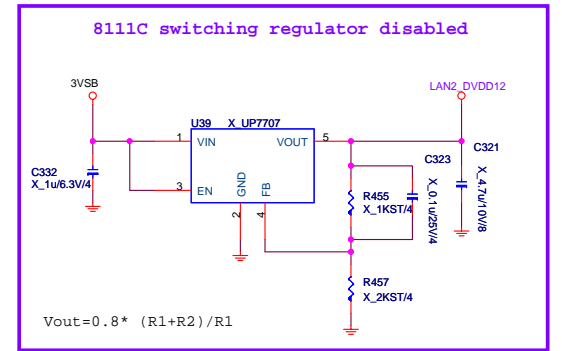 8111C switching regulator disabled
3VSB
LAN2_DVDD12
U39 X_UP7707
1 VIN VOUT 5
3 EN
GND
2
FB
4
C332
X_1u/6.3V/4
C323
X_0.1u/25V/4
C321
X_4.7u/10V/8
R455
X_1KST/4
R457
X_2KST/4
Vout=0.8* (R1+R2)/R1